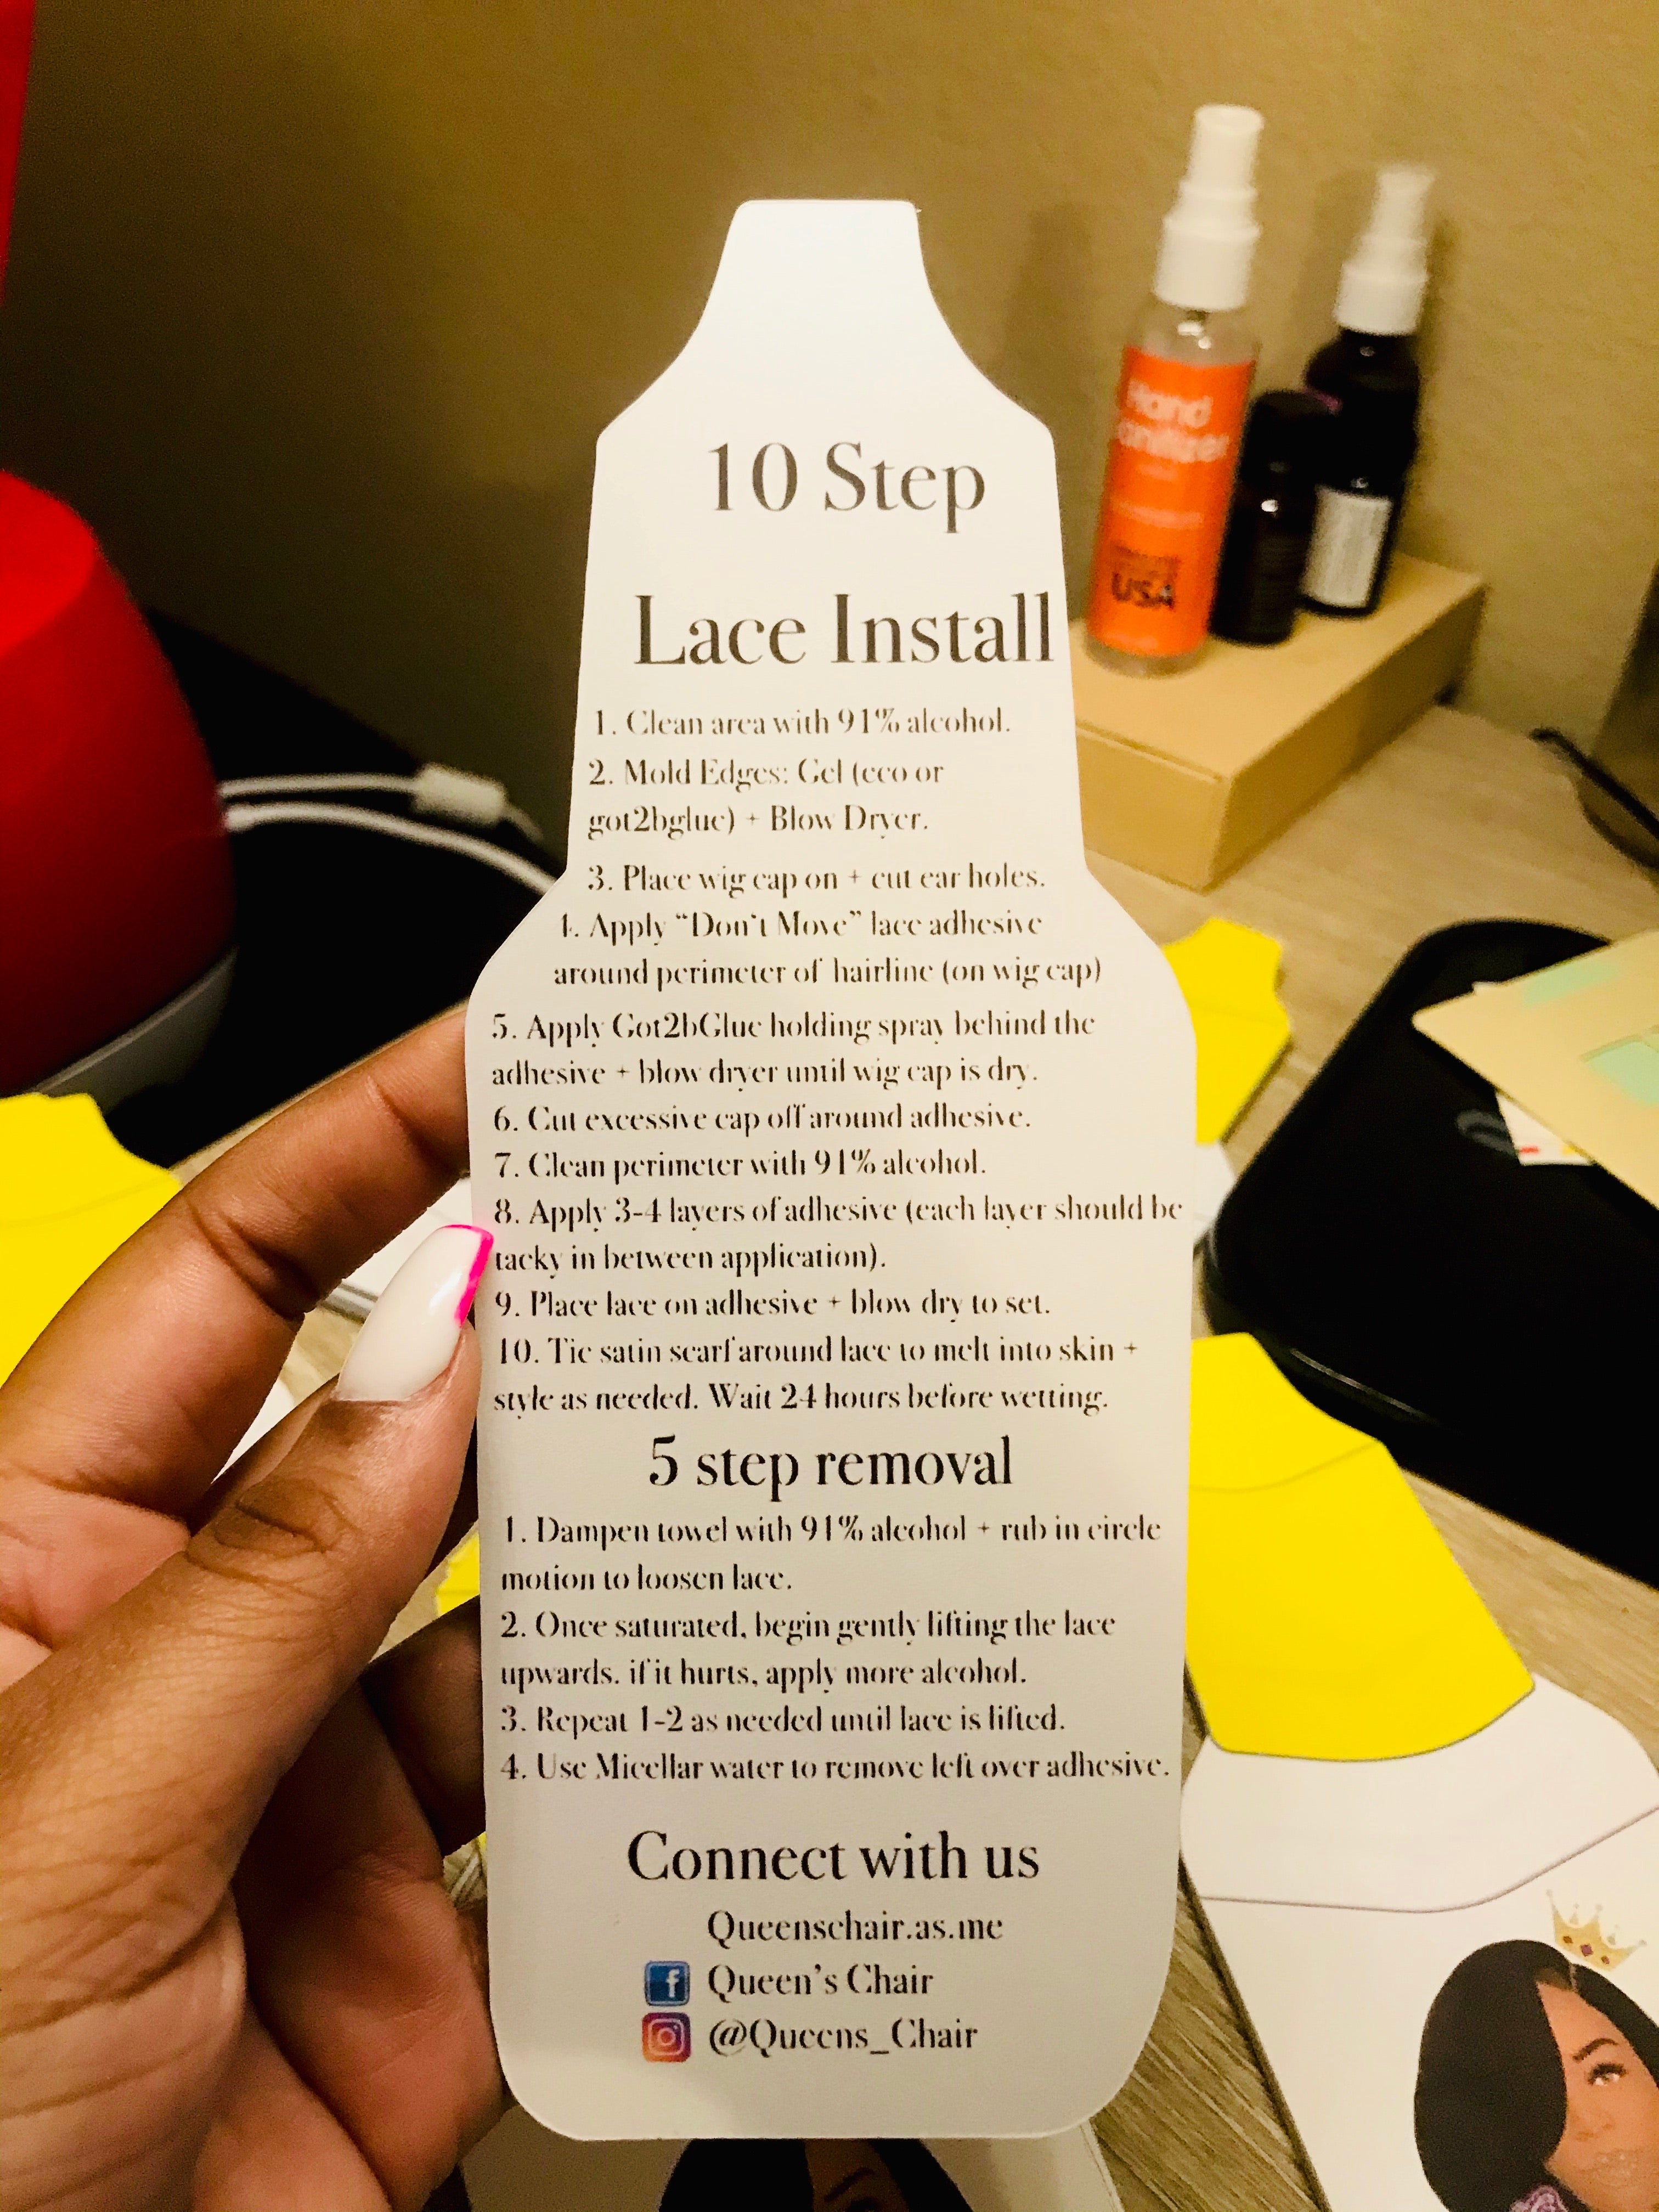 10 Step
Lace Install
1. Clean area with 91% alcohol.
2. Mold Edges: Gel (eco or
got2bglue) + Blow Dryer.
3. Place wig cap on + cut ear holes.
4. Apply “Don't Move” lace adhesive
around perimeter of hairline (on wig cap)
5. Apply Got2bGlue holding spray behind the
adhesive + blow dryer until wig cap is dry.
6. Cut excessive cap off around adhesive.
7. Clean perimeter with 91% alcohol.
8. Apply 3-4 layers of adhesive (each layer should be
tacky in between application).
9. Place lace on adhesive + blow dry to set.
10. Tie satin scarf around lace to melt into skin +
style as needed. Wait 24 hours before wetting.
5 step removal
1. Dampen towel with 91% alcohol + rub in circle
motion to loosen lace.
2. Once saturated, begin gently lifting the lace
upwards. if it hurts, apply more alcohol.
3. Repeat 1-2 as needed until lace is lifted.
4. Use Micellar water to remove left over adhesive.
Connect with us
Queenschair.as.me
f Queen's Chair
@Queens_Chair
Hand
Sanitizer
USA